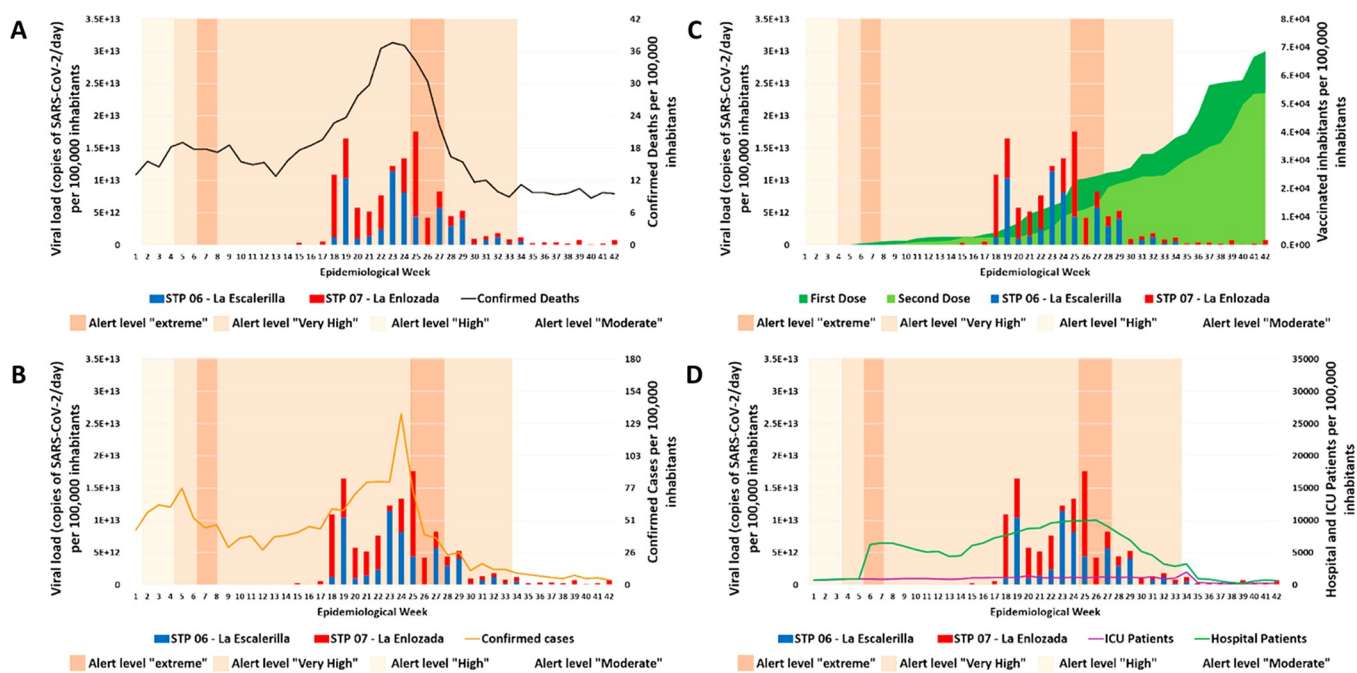 A
Viral load (copies of SARS-CoV-2/day)
per 100,000 inhabitants
3.5E+13
3E+13
2.5E+13
2E+13
1.5E+13
1E+13
5E+12
0
42
36
30
24
18
12
6
0
Confirmed Deaths per 100,000
inhabitants
1 2 3 4 5 6 7 8 9 10 11 12 13 14 15 16 17 18 19 20 21 22 23 24 25 26 27 28 29 30 31 32 33 34 35 36 37 38 39 40 41 42
Epidemiological Week
STP 06 - La Escalerilla STP 07 - La Enlozada Confirmed Deaths
Alert level "extreme" Alert level "Very High" Alert level "High" Alert level "Moderate"
C
Viral load (copies of SARS-CoV-2/day)
per 100,000 inhabitants
3.5E+13
3E+13
2.5E+13
2E+13
1.5E+13
1E+13
5E+12
0
8.E+04
7.E+04
6.E+04
5.E+04
4.E+04
3.E+04
2.E+04
1.E+04
0.E+00
Vaccinated inhabitants per 100,000
inhabitants
1 2 3 4 5 6 7 8 9 10 11 12 13 14 15 16 17 18 19 20 21 22 23 24 25 26 27 28 29 30 31 32 33 34 35 36 37 38 39 40 41 42
Epidemiological Week
First Dose Second Dose STP 06 - La Escalerilla STP 07 - La Enlozada
Alert level "extreme" Alert level "Very High" Alert level "High" Alert level "Moderate"
B
Viral load (copies of SARS-CoV-2/day)
per 100,000 inhabitants
3.5E+13
3E+13
2.5E+13
2E+13
1.5E+13
1E+13
5E+12
0
180
154
129
103
77
51
26
0
Confirmed Cases per 100,000
inhabitants
1 2 3 4 5 6 7 8 9 10 11 12 13 14 15 16 17 18 19 20 21 22 23 24 25 26 27 28 29 30 31 32 33 34 35 36 37 38 39 40 41 42
Epidemiological Week
STP 06 - La Escalerilla STP 07 - La Enlozada Confirmed cases
Alert level "extreme" Alert level "Very High" Alert level "High" Alert level "Moderate"
D
Viral load (copies of SARS-CoV-2/day)
per 100,000 inhabitants
3.5E+13
3E+13
2.5E+13
2E+13
1.5E+13
1E+13
5E+12
0
35000
30000
25000
20000
15000
10000
5000
0
Hospital and ICU Patients per 100,000
inhabitants
1 2 3 4 5 6 7 8 9 10 11 12 13 14 15 16 17 18 19 20 21 22 23 24 25 26 27 28 29 30 31 32 33 34 35 36 37 38 39 40 41 42
Epidemiological Week
STP 06 - La Escalerilla STP 07 - La Enlozada ICU Patients Hospital Patients
Alert level "extreme" Alert level "Very High" Alert level "High" Alert level "Moderate"